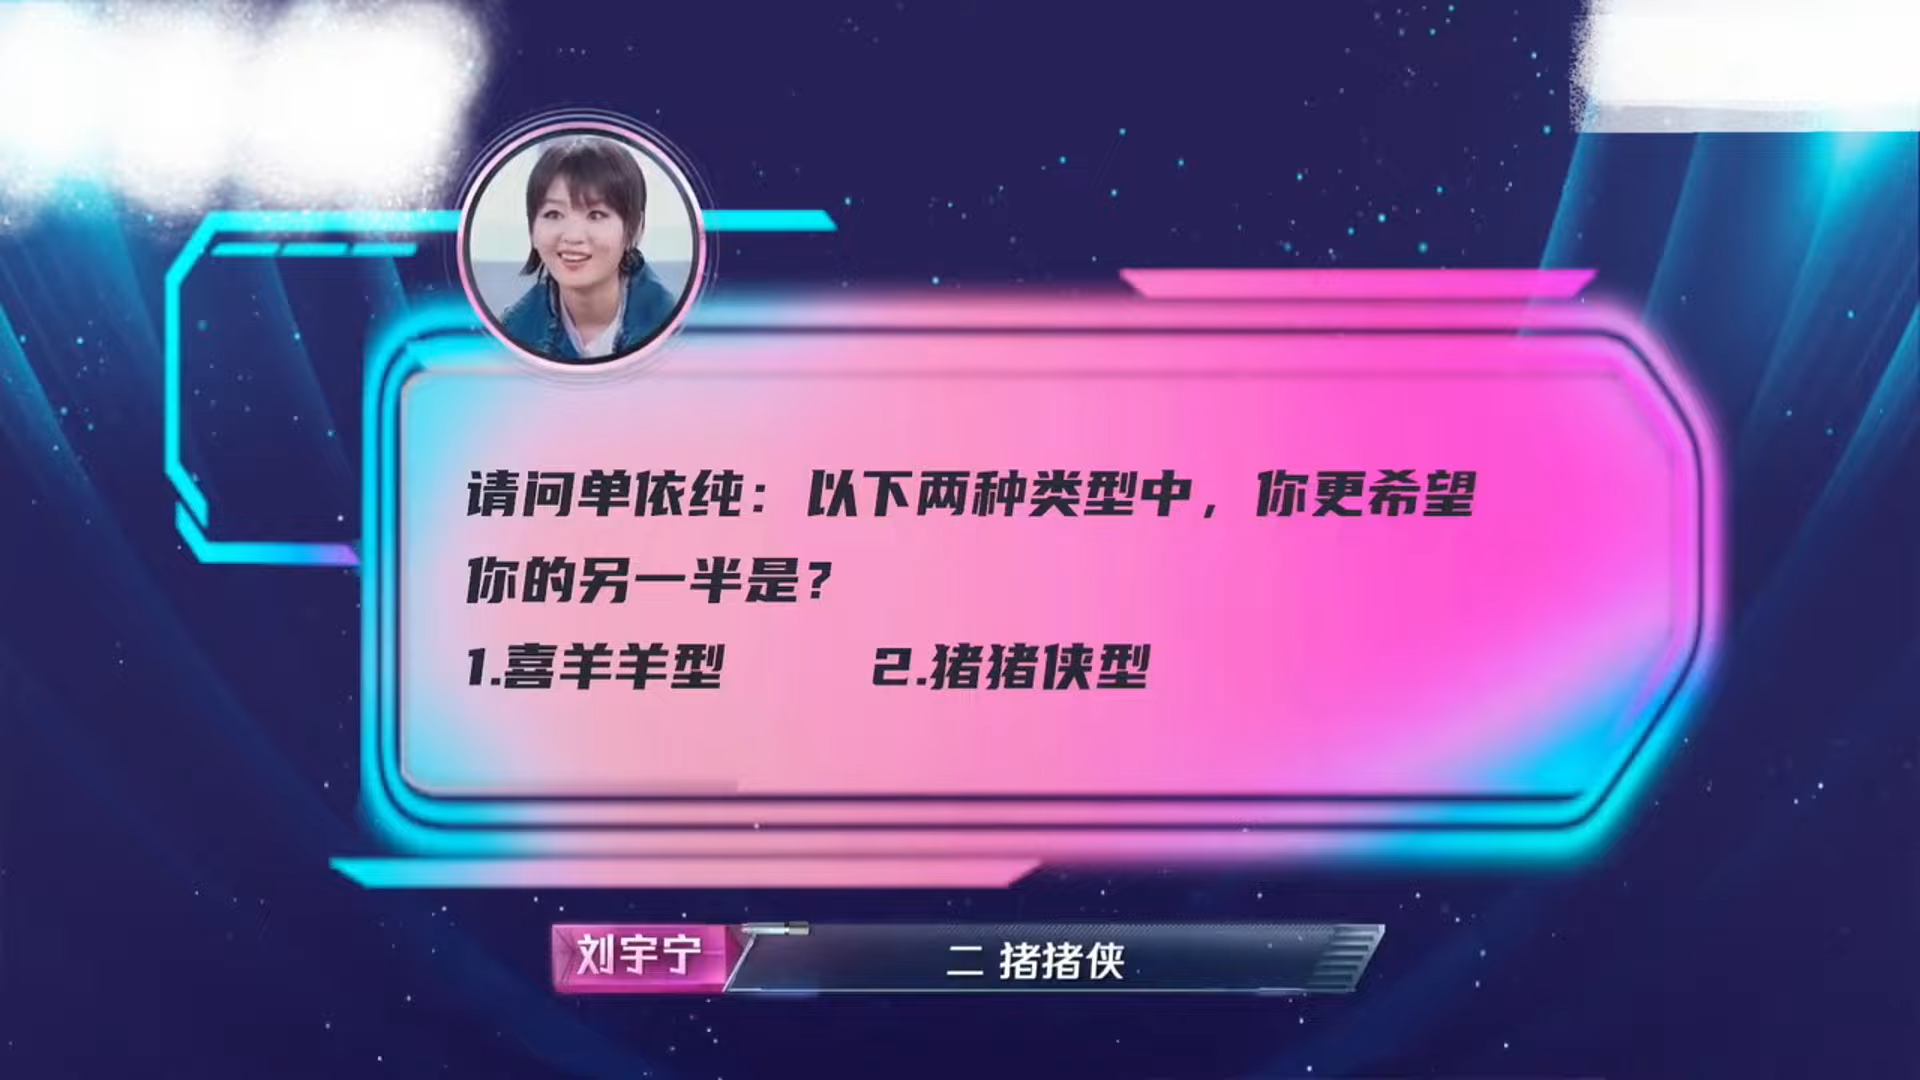 请问单依纯：以下两种类型中，你更希望
你的另一半是？
1.喜羊羊型 2.猪猪侠型
刘宇宁 二 猪猪侠